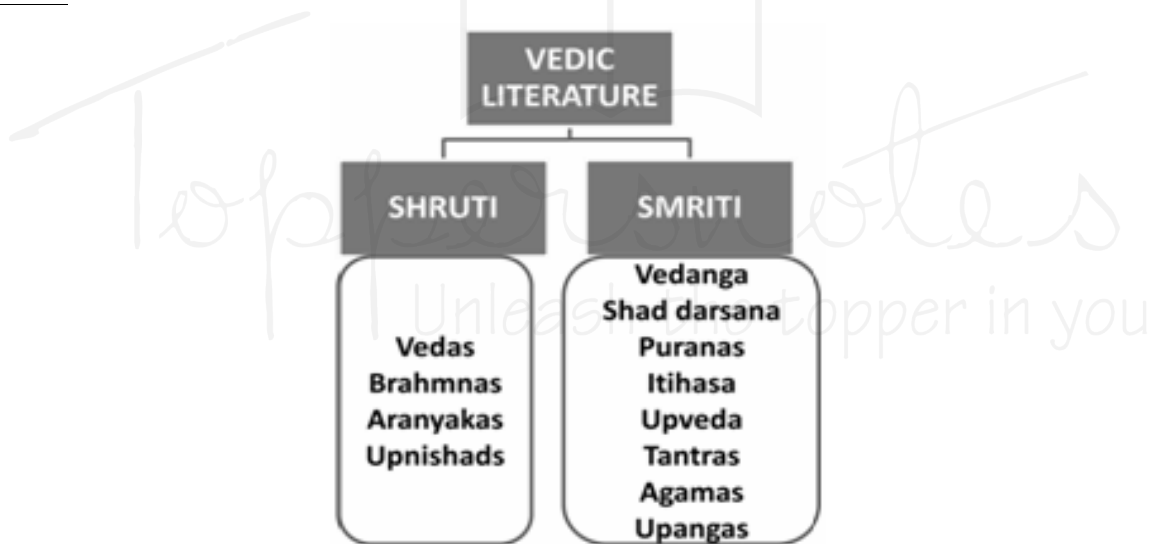 VEDIC
LITERATURE
SHRUTI
SMRITI
Vedas
Brahmnas
Aranyakas
Upnishads
Vedanga
Shad darsana
Puranas
Itihasa
Upveda
Tantras
Agamas
Upangas
Toppersnotes
Unleash the topper in you